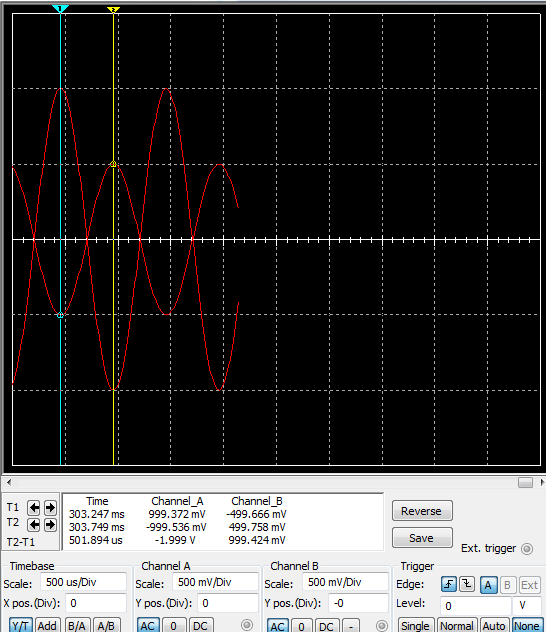 1 2
Time Channel_A Channel_B
T1 303.247 ms 999.372 mV -499.666 mV
T2 303.749 ms -999.536 mV 499.758 mV
T2-T1 501.894 us -1.999 V 999.424 mV
Reverse
Save
Ext. trigger
Timebase Channel A Channel B Trigger
Scale: 500 us/Div Scale: 500 mV/Div Scale: 500 mV/Div Edge: A B Ext
X pos.(Div): 0 Y pos.(Div): 0 Y pos.(Div): -0 Level: 0 V
Y/T Add B/A A/B AC 0 DC AC 0 DC - Single Normal Auto None